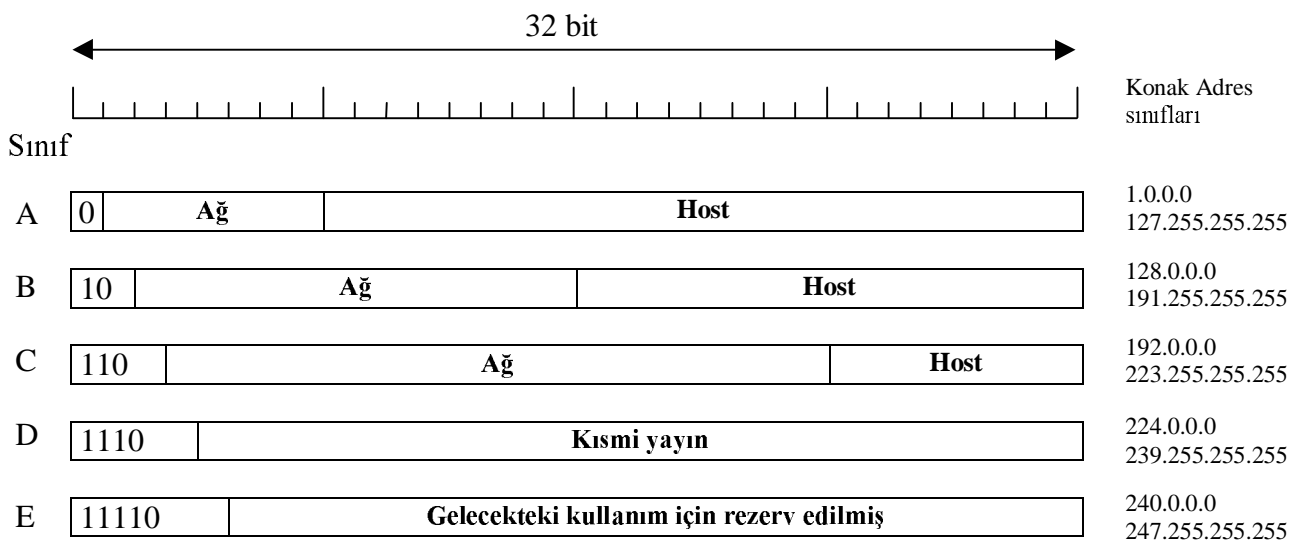 32 bit
Konak Adres
sınıfları
Sınıf
A 0 Ağ Host 1.0.0.0
127.255.255.255
B 10 Ağ Host 128.0.0.0
191.255.255.255
C 110 Ağ Host 192.0.0.0
223.255.255.255
D 1110 Kısmi yayın 224.0.0.0
239.255.255.255
E 11110 Gelecekteki kullanım için rezerv edilmiş 240.0.0.0
247.255.255.255